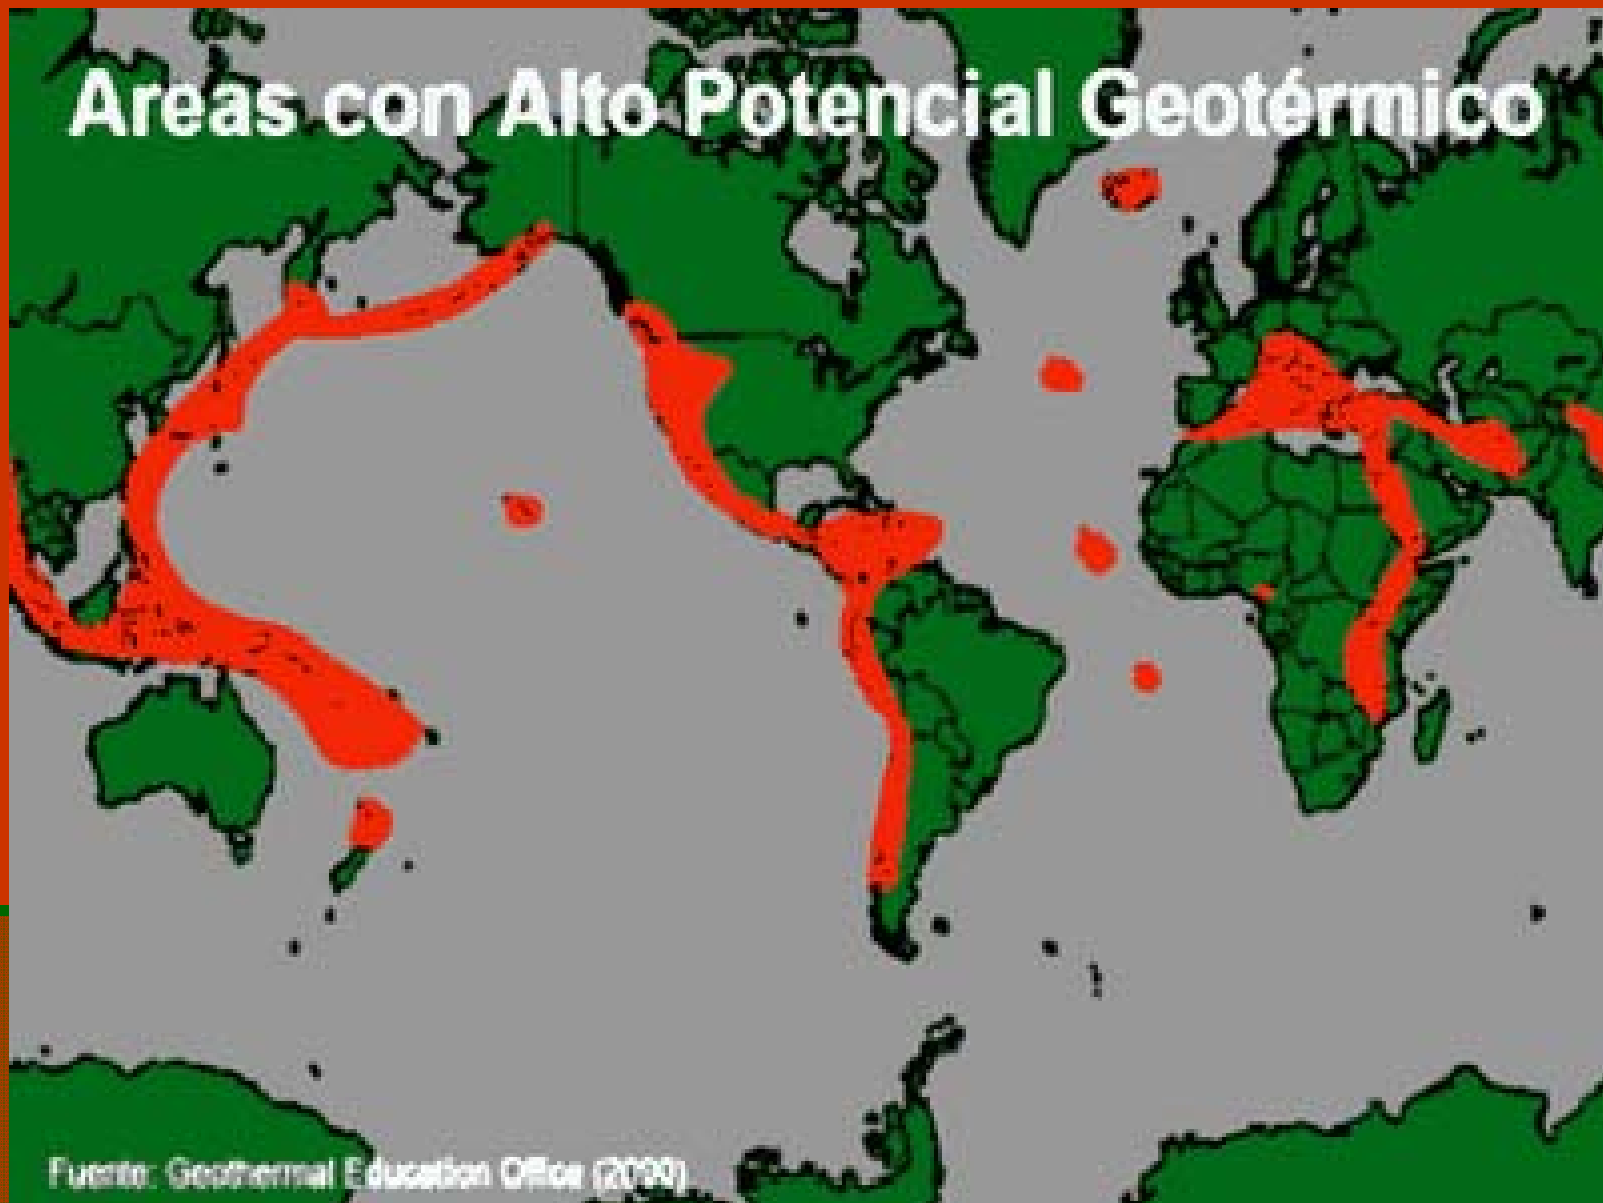 Areas con Alto Potencial Geotérmico
Fuente: Geothermal Education Office (2000)